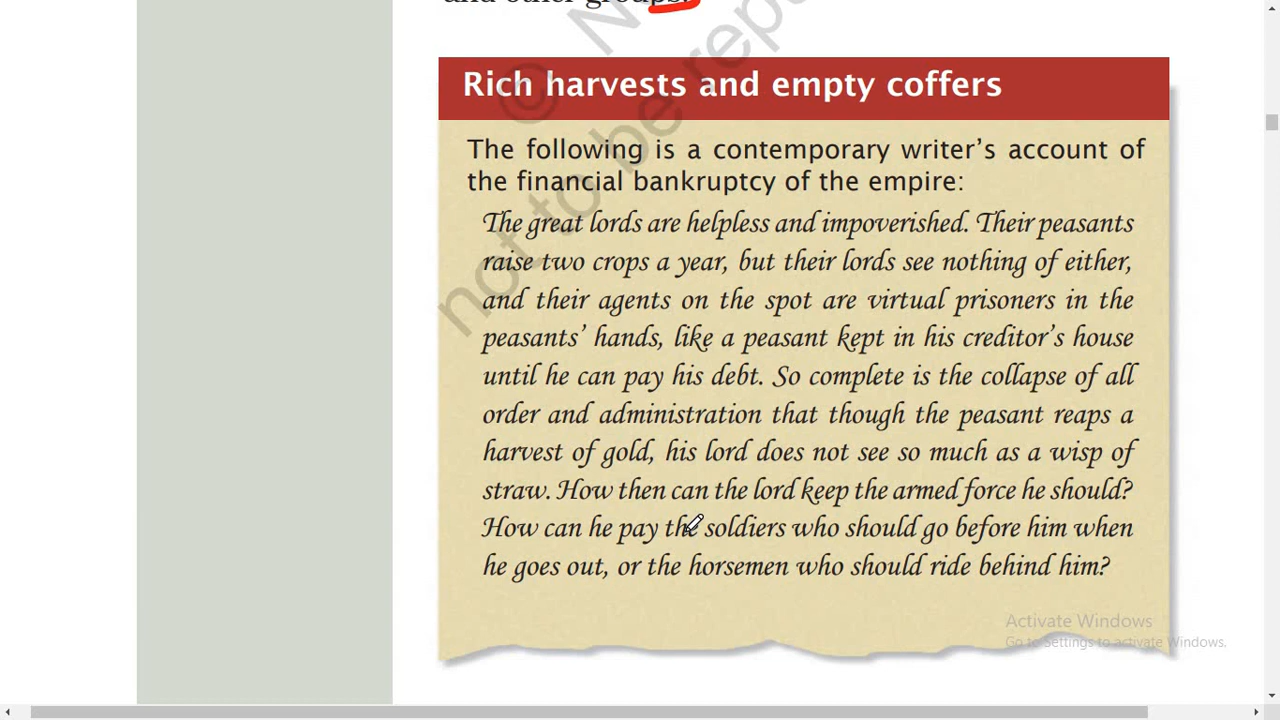 and other groups.
Rich harvests and empty coffers
The following is a contemporary writer’s account of
the financial bankruptcy of the empire:
The great lords are helpless and impoverished. Their peasants
raise two crops a year, but their lords see nothing of either,
and their agents on the spot are virtual prisoners in the
peasants’ hands, like a peasant kept in his creditor’s house
until he can pay his debt. So complete is the collapse of all
order and administration that though the peasant reaps a
harvest of gold, his lord does not see so much as a wisp of
straw. How then can the lord keep the armed force he should?
How can he pay the soldiers who should go before him when
he goes out, or the horsemen who should ride behind him?
not to be
Activate Windows
Go to Settings to activate Windows.